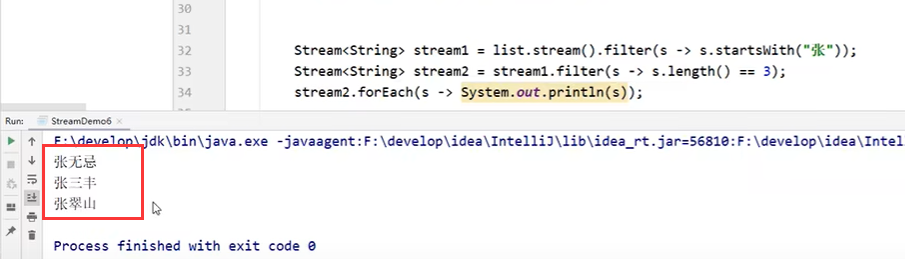 30
31
32 Stream<String> stream1 = list.stream().filter(s -> s.startsWith("张"));
33 Stream<String> stream2 = stream1.filter(s -> s.length() == 3);
34 stream2.forEach(s -> System.out.println(s));
Run: StreamDemo6 ×
F:\develop\jdk\bin\java.exe -javaagent:F:\develop\idea\IntelliJ\lib\idea_rt.jar=56810:F:\develop\idea\Intel
张无忌
张三丰
张翠山
Process finished with exit code 0